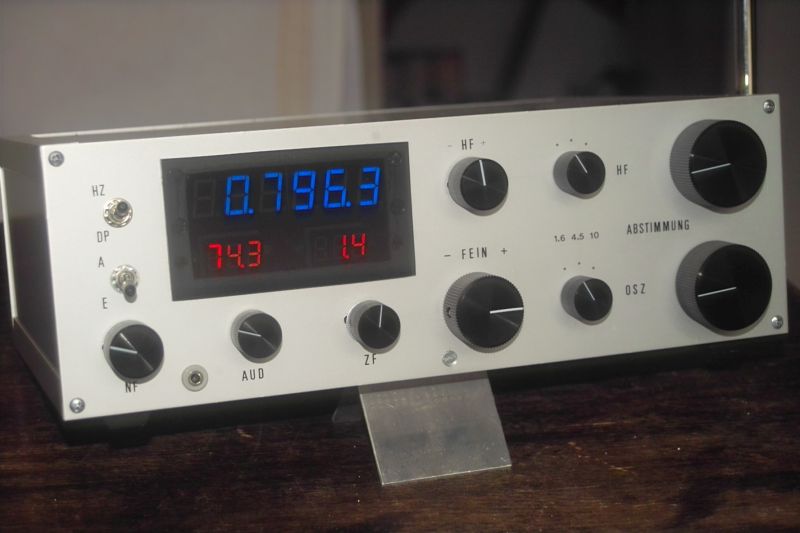 HZ
DP
A
E
0.796.3
74.3
1.4
- HF +
HF
- FEIN +
1.6 4.5 10
ABSTIMMUNG
OSZ
NF
AUD
ZF